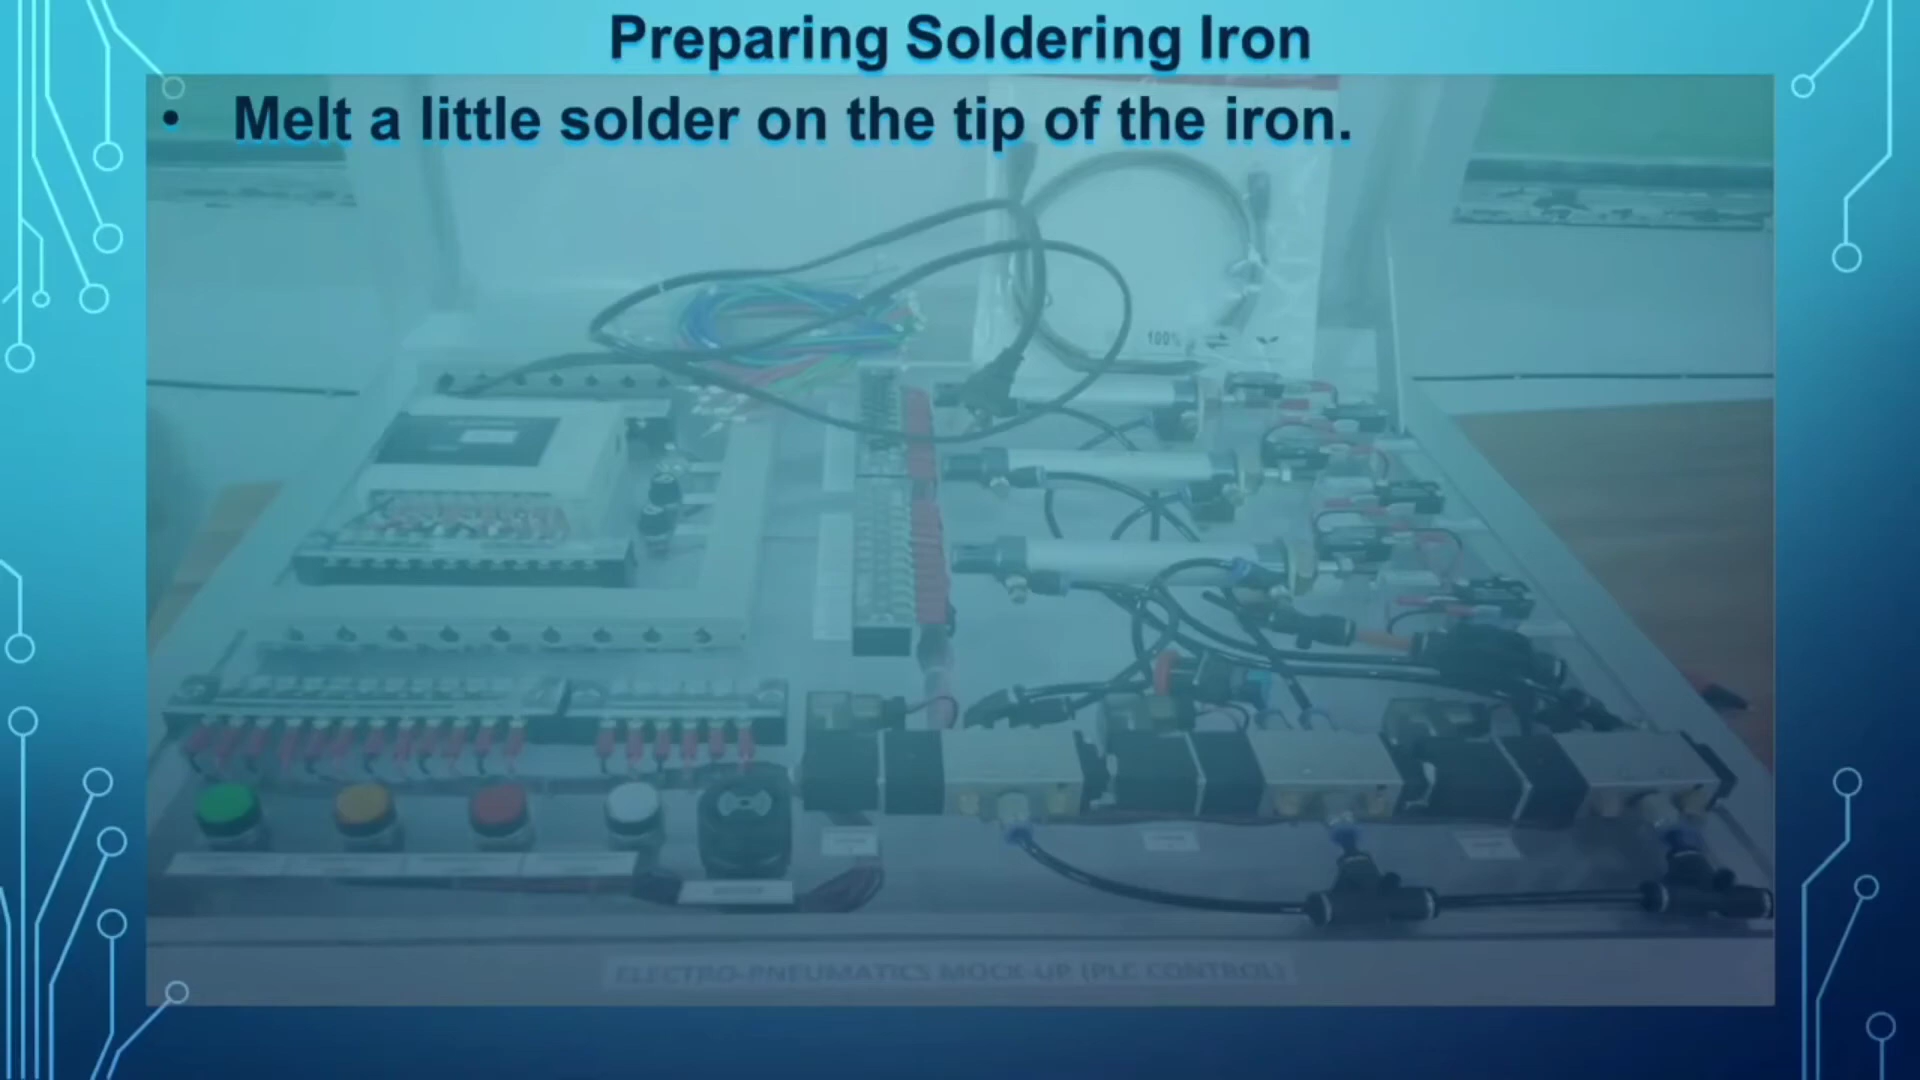 Preparing Soldering Iron
• Melt a little solder on the tip of the iron.
100%
ELECTRO-PNEUMATICS MOCK-UP (PLC CONTROL)